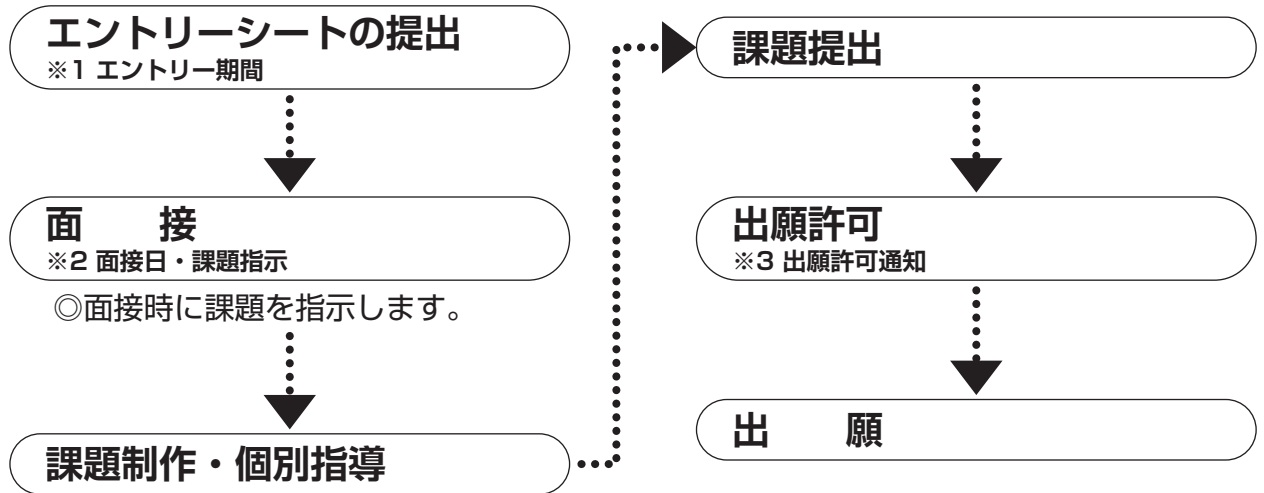 エントリーシートの提出
※1 エントリー期間
面　　接
※2 面接日・課題指示
◎面接時に課題を指示します。
課題制作・個別指導
課題提出
出願許可
※3 出願許可通知
出　　願